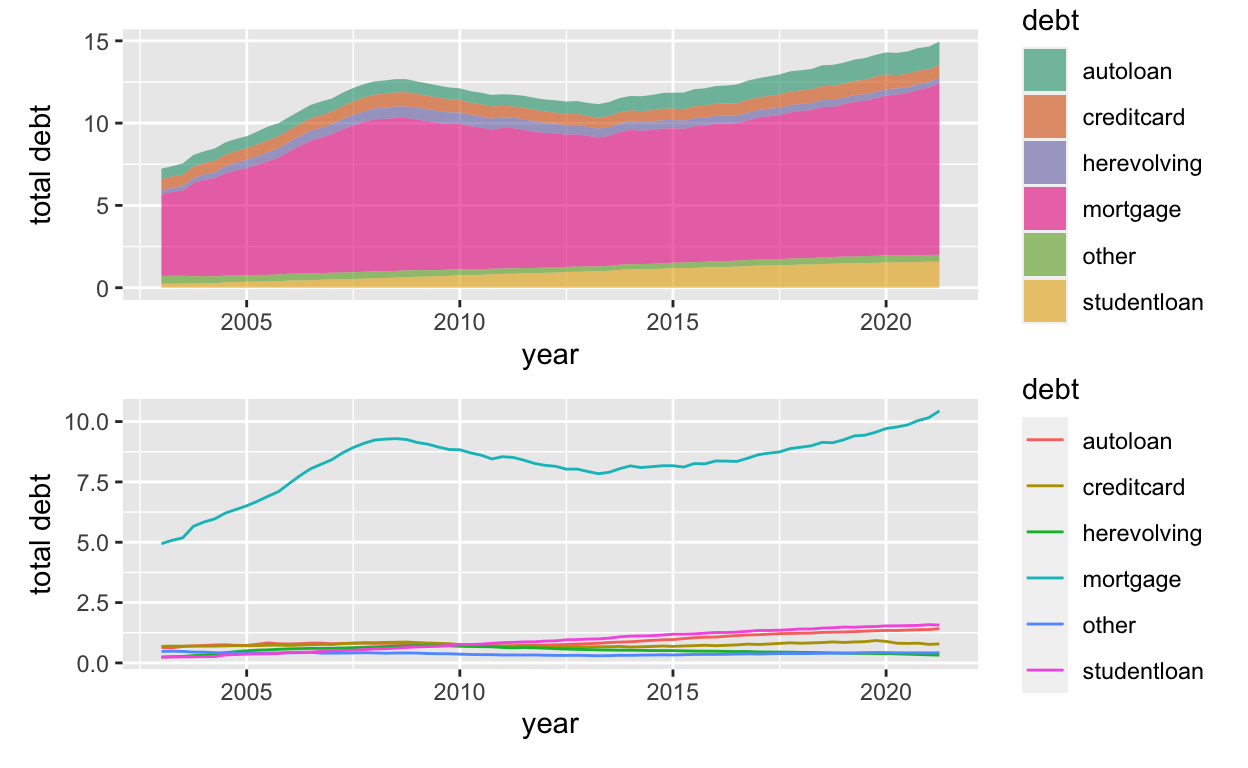 total debt
15
10
5
0
2005 2010 2015 2020
year
debt
autoloan
creditcard
herevolving
mortgage
other
studentloan
total debt
10.0
7.5
5.0
2.5
0.0
2005 2010 2015 2020
year
debt
autoloan
creditcard
herevolving
mortgage
other
studentloan